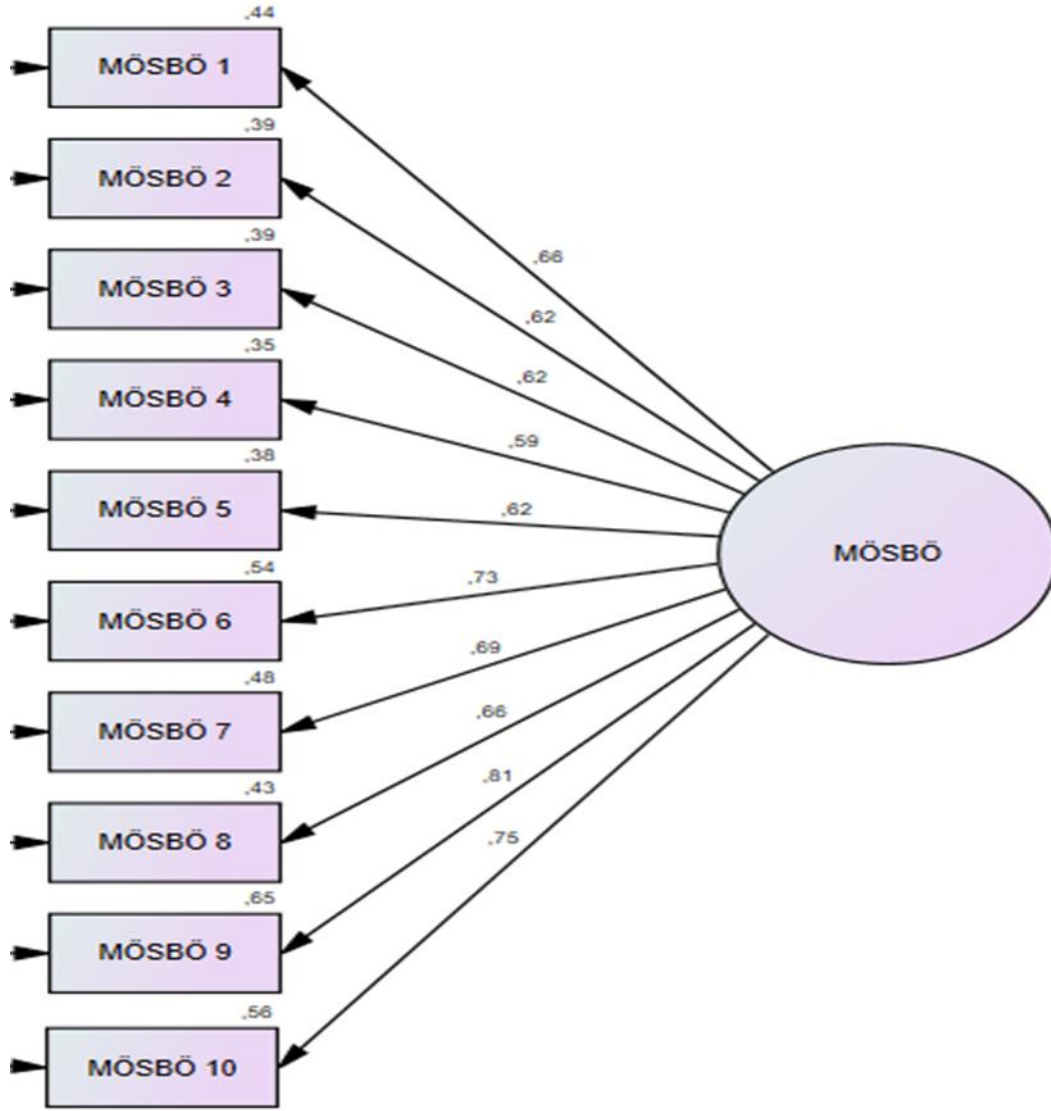 ,44
MÖSBÖ 1
,39
MÖSBÖ 2
,39
MÖSBÖ 3
,35
MÖSBÖ 4
,38
MÖSBÖ 5
,54
MÖSBÖ 6
,48
MÖSBÖ 7
,43
MÖSBÖ 8
,65
MÖSBÖ 9
,56
MÖSBÖ 10
,66
,62
,62
,59
,62
,73
,69
,66
,81
,75
MÖSBÖ